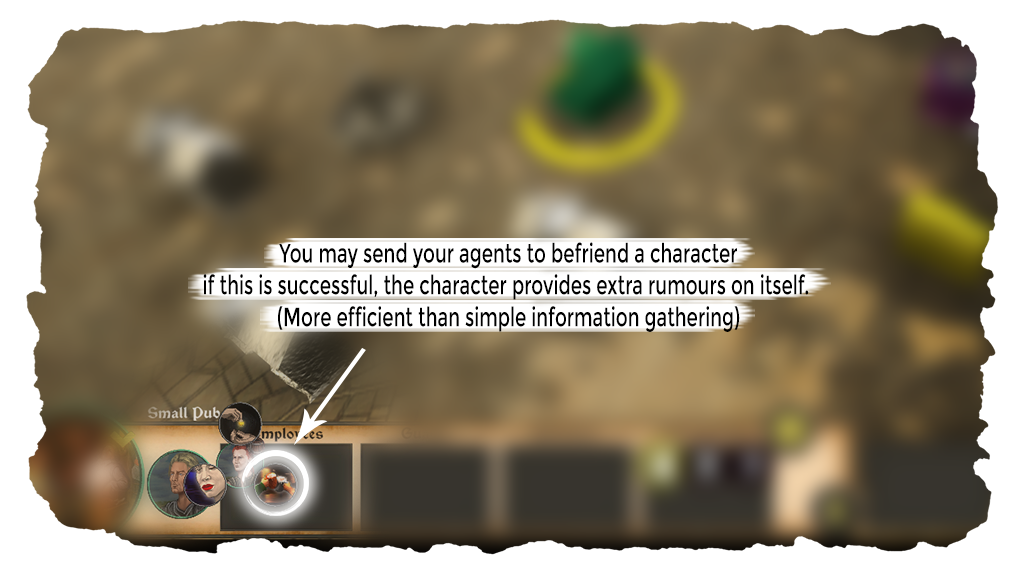 You may send your agents to befriend a character
if this is successful, the character provides extra rumours on itself.
(More efficient than simple information gathering)
Small Pub
mployees